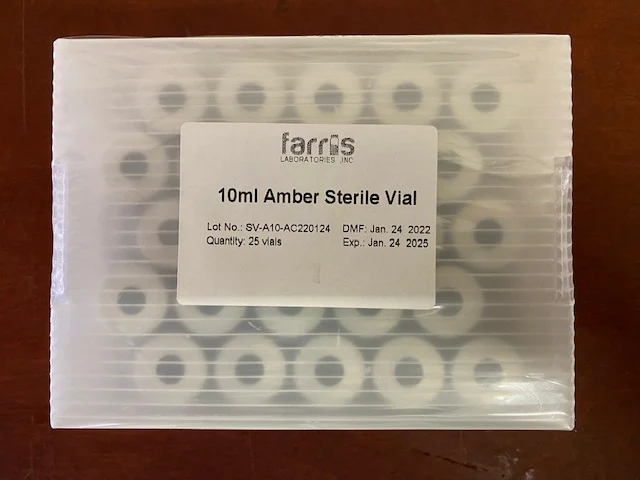 farris
LABORATORIES ,INC
10ml Amber Sterile Vial
Lot No.: SV-A10-AC220124 DMF: Jan. 24 2022
Quantity: 25 vials Exp.: Jan. 24 2025